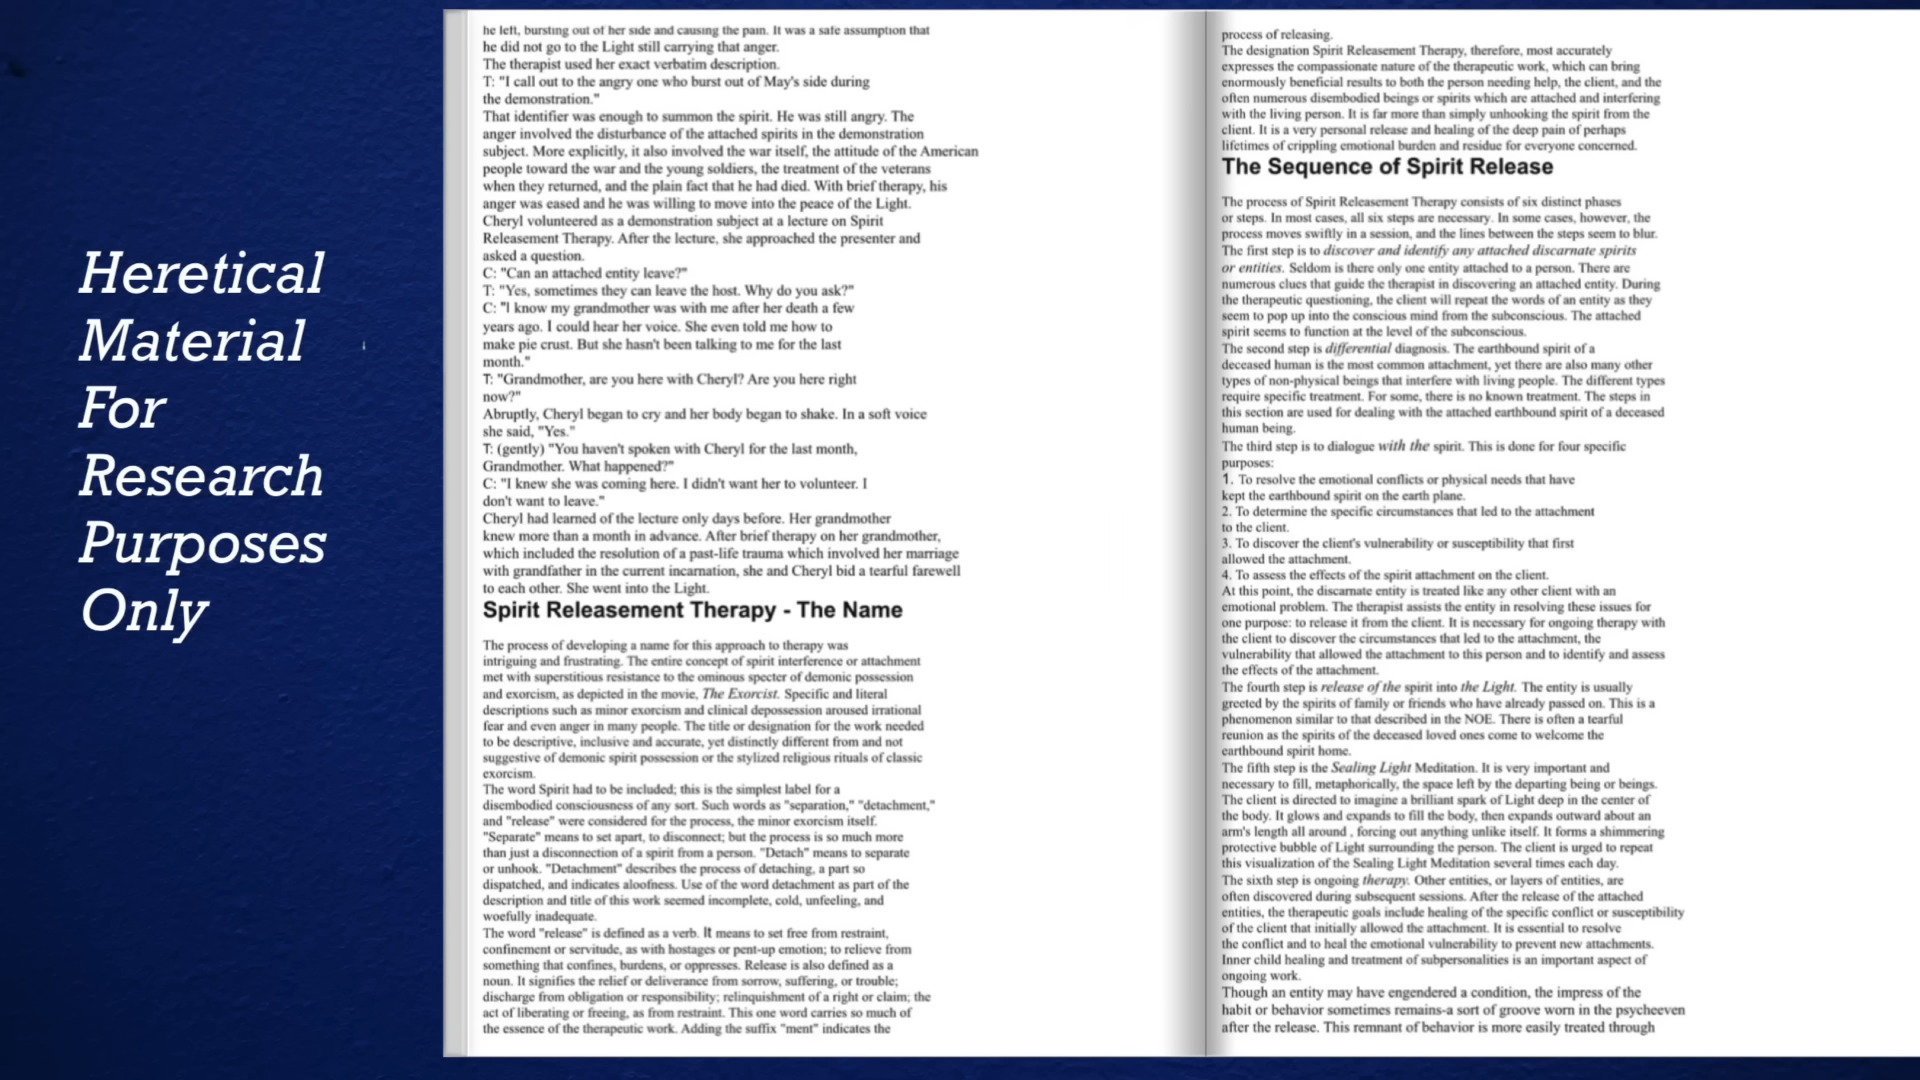 Heretical
Material
For
Research
Purposes
Only
he left, bursting out of her side and causing the pain. It was a safe assumption that
he did not go to the Light still carrying that anger.
The therapist used her exact verbatim description.
T: "I call out to the angry one who burst out of May's side during
the demonstration."
That identifier was enough to summon the spirit. He was still angry. The
anger involved the disturbance of the attached spirits in the demonstration
subject. More explicitly, it also involved the war itself, the attitude of the American
people toward the war and the young soldiers, the treatment of the veterans
when they returned, and the plain fact that he had died. With brief therapy, his
anger was eased and he was willing to move into the peace of the Light.
Cheryl volunteered as a demonstration subject at a lecture on Spirit
Releasement Therapy. After the lecture, she approached the presenter and
asked a question.
C: "Can an attached entity leave?"
T: "Yes, sometimes they can leave the host. Why do you ask?"
C: "I know my grandmother was with me after her death a few
years ago. I could hear her voice. She even told me how to
make pie crust. But she hasn't been talking to me for the last
month."
T: "Grandmother, are you here with Cheryl? Are you here right
now?"
Abruptly, Cheryl began to cry and her body began to shake. In a soft voice
she said, "Yes."
T: (gently) "You haven't spoken with Cheryl for the last month,
Grandmother. What happened?"
C: "I knew she was coming here. I didn't want her to volunteer. I
don't want to leave."
Cheryl had learned of the lecture only days before. Her grandmother
knew more than a month in advance. After brief therapy on her grandmother,
which included the resolution of a past-life trauma which involved her marriage
with grandfather in the current incarnation, she and Cheryl bid a tearful farewell
to each other. She went into the Light.
Spirit Releasement Therapy - The Name
The process of developing a name for this approach to therapy was
intriguing and frustrating. The entire concept of spirit interference or attachment
met with superstitious resistance to the ominous specter of demonic possession
and exorcism, as depicted in the movie, The Exorcist. Specific and literal
descriptions such as minor exorcism and clinical depossession aroused irrational
fear and even anger in many people. The title or designation for the work needed
to be descriptive, inclusive and accurate, yet distinctly different from and not
suggestive of demonic spirit possession or the stylized religious rituals of classic
exorcism.
The word Spirit had to be included; this is the simplest label for a
disembodied consciousness of any sort. Such words as "separation," "detachment,"
and "release" were considered for the process, the minor exorcism itself.
"Separate" means to set apart, to disconnect; but the process is so much more
than just a disconnection of a spirit from a person. "Detach" means to separate
or unhook. "Detachment" describes the process of detaching, a part so
dispatched, and indicates aloofness. Use of the word detachment as part of the
description and title of this work seemed incomplete, cold, unfeeling, and
woefully inadequate.
The word "release" is defined as a verb. It means to set free from restraint,
confinement or servitude, as with hostages or pent-up emotion; to relieve from
something that confines, burdens, or oppresses. Release is also defined as a
noun. It signifies the relief or deliverance from sorrow, suffering, or trouble;
discharge from obligation or responsibility; relinquishment of a right or claim; the
act of liberating or freeing, as from restraint. This one word carries so much of
the essence of the therapeutic work. Adding the suffix "ment" indicates the
process of releasing.
The designation Spirit Releasement Therapy, therefore, most accurately
expresses the compassionate nature of the therapeutic work, which can bring
enormously beneficial results to both the person needing help, the client, and the
often numerous disembodied beings or spirits which are attached and interfering
with the living person. It is far more than simply unhooking the spirit from the
client. It is a very personal release and healing of the deep pain of perhaps
lifetimes of crippling emotional burden and residue for everyone concerned.
The Sequence of Spirit Release
The process of Spirit Releasement Therapy consists of six distinct phases
or steps. In most cases, all six steps are necessary. In some cases, however, the
process moves swiftly in a session, and the lines between the steps seem to blur.
The first step is to discover and identify any attached discarnate spirits
or entities. Seldom is there only one entity attached to a person. There are
numerous clues that guide the therapist in discovering an attached entity. During
the therapeutic questioning, the client will repeat the words of an entity as they
seem to pop up into the conscious mind from the subconscious. The attached
spirit seems to function at the level of the subconscious.
The second step is differential diagnosis. The earthbound spirit of a
deceased human is the most common attachment, yet there are also many other
types of non-physical beings that interfere with living people. The different types
require specific treatment. For some, there is no known treatment. The steps in
this section are used for dealing with the attached earthbound spirit of a deceased
human being.
The third step is to dialogue with the spirit. This is done for four specific
purposes:
1. To resolve the emotional conflicts or physical needs that have
kept the earthbound spirit on the earth plane.
2. To determine the specific circumstances that led to the attachment
to the client.
3. To discover the client's vulnerability or susceptibility that first
allowed the attachment.
4. To assess the effects of the spirit attachment on the client.
At this point, the discarnate entity is treated like any other client with an
emotional problem. The therapist assists the entity in resolving these issues for
one purpose: to release it from the client. It is necessary for ongoing therapy with
the client to discover the circumstances that led to the attachment, the
vulnerability that allowed the attachment to this person and to identify and assess
the effects of the attachment.
The fourth step is release of the spirit into the Light. The entity is usually
greeted by the spirits of family or friends who have already passed on. This is a
phenomenon similar to that described in the NOE. There is often a tearful
reunion as the spirits of the deceased loved ones come to welcome the
earthbound spirit home.
The fifth step is the Sealing Light Meditation. It is very important and
necessary to fill, metaphorically, the space left by the departing being or beings.
The client is directed to imagine a brilliant spark of Light deep in the center of
the body. It glows and expands to fill the body, then expands outward about an
arm's length all around , forcing out anything unlike itself. It forms a shimmering
protective bubble of Light surrounding the person. The client is urged to repeat
this visualization of the Sealing Light Meditation several times each day.
The sixth step is ongoing therapy. Other entities, or layers of entities, are
often discovered during subsequent sessions. After the release of the attached
entities, the therapeutic goals include healing of the specific conflict or susceptibility
of the client that initially allowed the attachment. It is essential to resolve
the conflict and to heal the emotional vulnerability to prevent new attachments.
Inner child healing and treatment of subpersonalities is an important aspect of
ongoing work.
Though an entity may have engendered a condition, the impress of the
habit or behavior sometimes remains-a sort of groove worn in the psycheeven
after the release. This remnant of behavior is more easily treated through